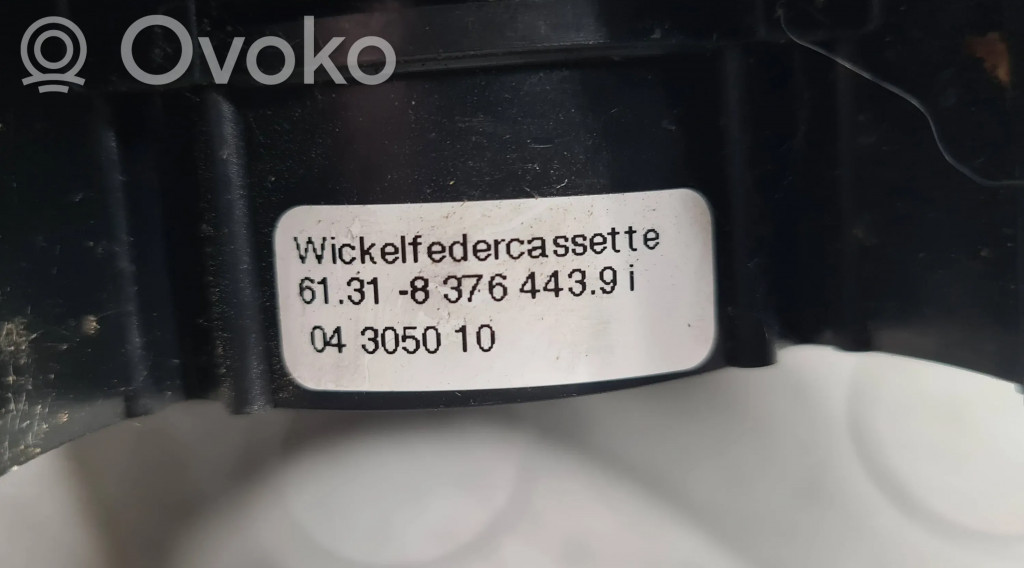 Ovoko
Wickelfedercassette
61.31 -8 376 443.9 i
04 3050 10